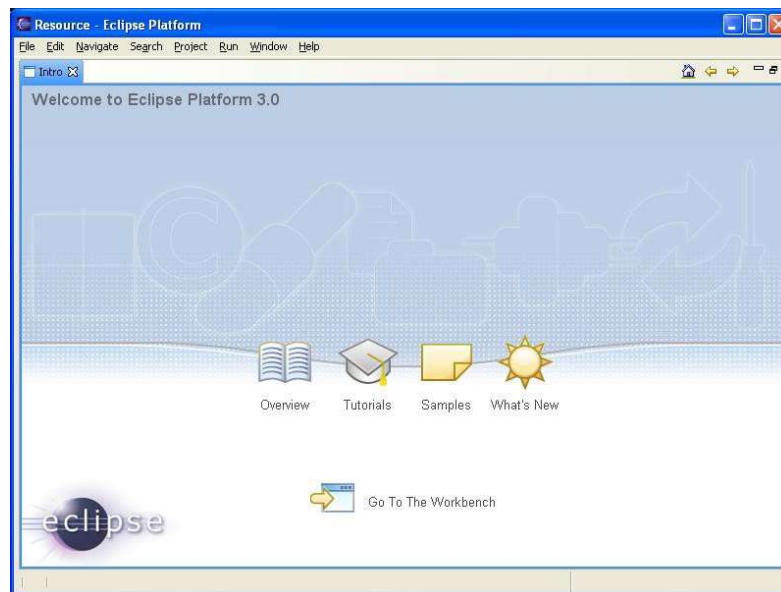 Resource - Eclipse Platform
File Edit Navigate Search Project Run Window Help
Intro
Welcome to Eclipse Platform 3.0
Overview Tutorials Samples What's New
Go To The Workbench
eclipse